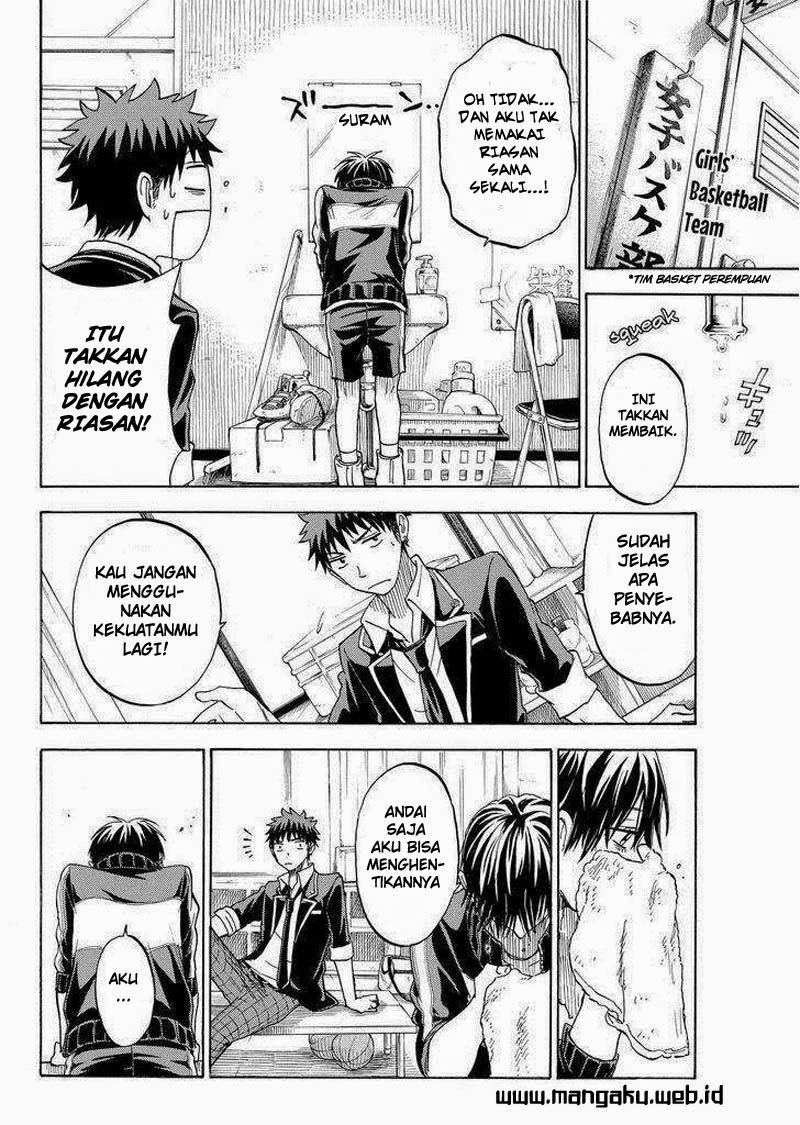 女子バスケ部
Girls'
Basketball
Team
*TIM BASKET PEREMPUAN
OH TIDAK...
DAN AKU TAK
MEMAKAI
RIASAN
SAMA
SEKALI...!
ズーン..
SURAM
ITU
TAKKAN
HILANG
DENGAN
RIASAN!
squeak
キュッ
INI
TAKKAN
MEMBAIK.
SUDAH
JELAS
APA
PENYE-
BABNYA.
KAU JANGAN
MENGGU-
NAKAN
KEKUATANMU
LAGI!
ANDAI
SAJA
AKU BISA
MENGHEN-
TIKANNYA
AKU
...
www.mangaku.web.id